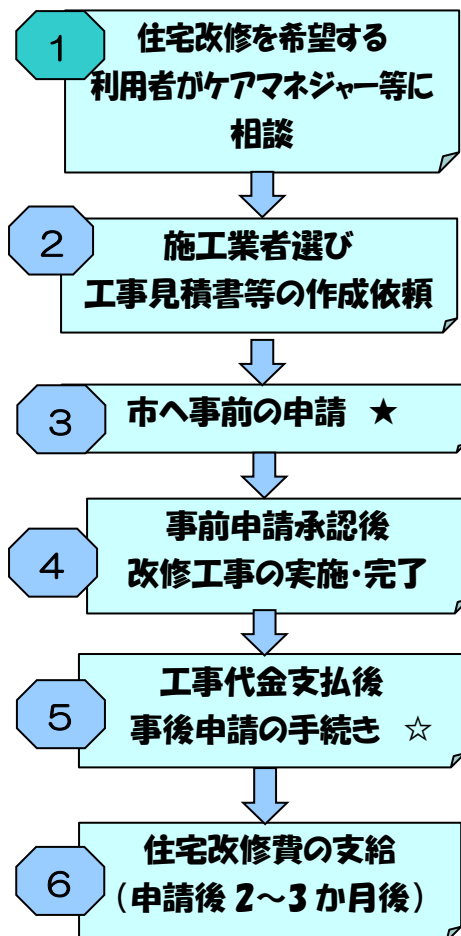 1
住宅改修を希望する
利用者がケアマネジャー等に
相談
2
施工業者選び
工事見積書等の作成依頼
3
市へ事前の申請 ★
4
事前申請承認後
改修工事の実施・完了
5
工事代金支払後
事後申請の手続き ☆
6
住宅改修費の支給
（申請後 2～3 か月後）